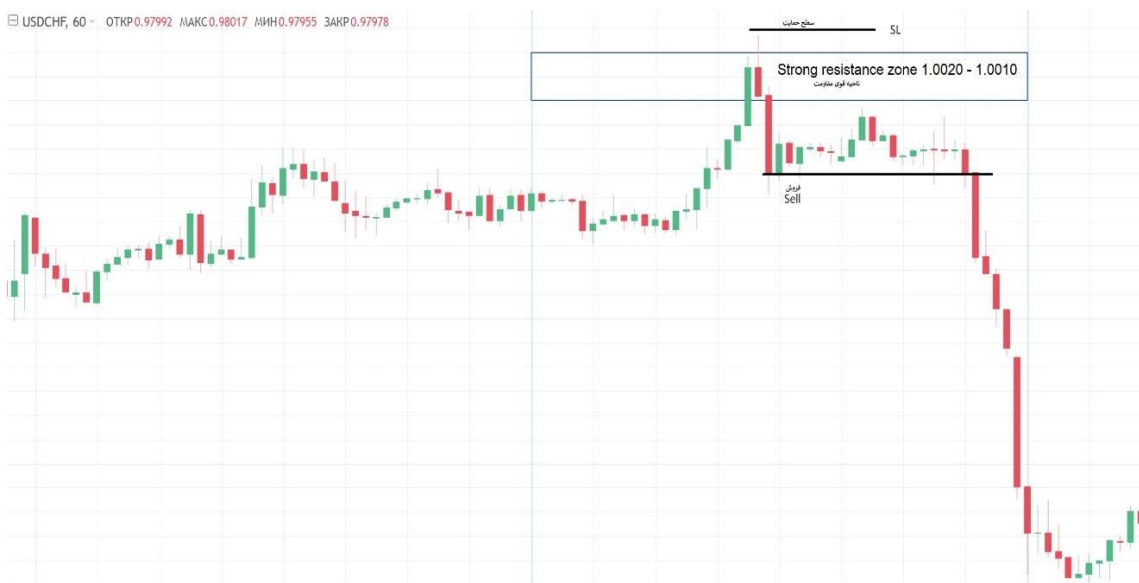 USDCHF, 60 ОТКР0.97992 МАКС0.98017 МИН0.97955 ЗАКР0.97978
سطح حمایت
SL
Strong resistance zone 1.0020 - 1.0010
ناحیه قوی مقاومت
فروش
Sell